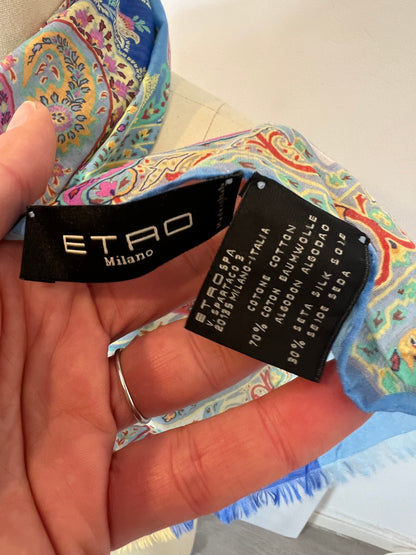 ETRO
Milano
ETRO SPA
V. SPARTACO 3
20135 MILANO-ITALIA
COTONE COTTON
70% COTON BAUMWOLLE
ALGODON ALGODAO
SETA SILK SOIE
30% SEIDE SEDA